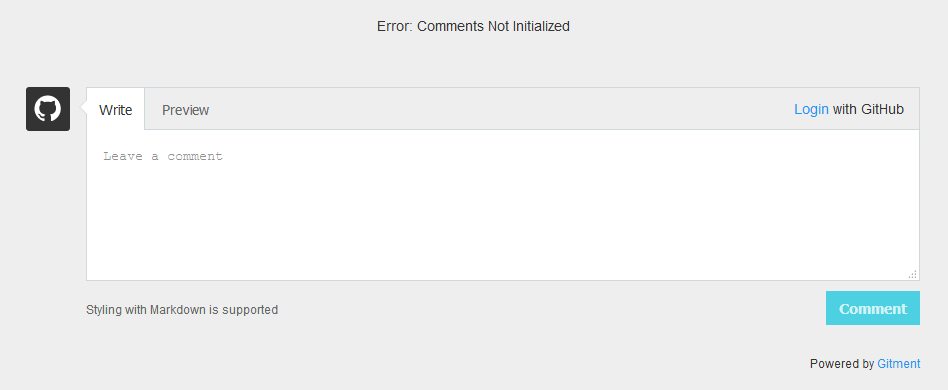 Error: Comments Not Initialized
Write Preview Login with GitHub
Leave a comment
Styling with Markdown is supported Comment
Powered by Gitment